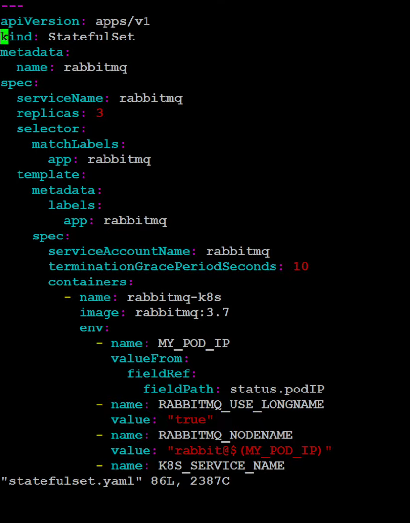 ---
apiVersion: apps/v1
kind: StatefulSet
metadata:
  name: rabbitmq
spec:
  serviceName: rabbitmq
  replicas: 3
  selector:
    matchLabels:
      app: rabbitmq
  template:
    metadata:
      labels:
        app: rabbitmq
    spec:
      serviceAccountName: rabbitmq
      terminationGracePeriodSeconds: 10
      containers:
        - name: rabbitmq-k8s
          image: rabbitmq:3.7
          env:
            - name: MY_POD_IP
              valueFrom:
                fieldRef:
                  fieldPath: status.podIP
            - name: RABBITMQ_USE_LONGNAME
              value: "true"
            - name: RABBITMQ_NODENAME
              value: "rabbit@$(MY_POD_IP)"
            - name: K8S_SERVICE_NAME
"statefulset.yaml" 86L, 2387C